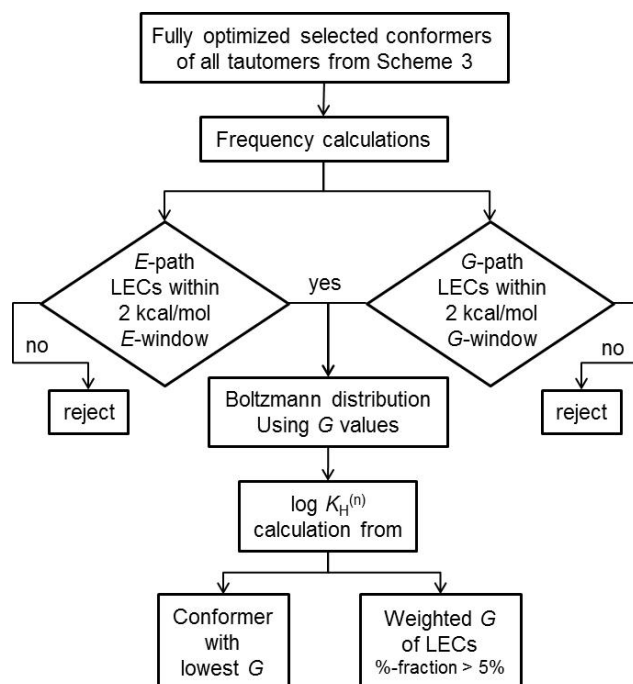 Fully optimized selected conformers
of all tautomers from Scheme 3
Frequency calculations
E-path
LECs within
2 kcal/mol
E-window
yes
G-path
LECs within
2 kcal/mol
G-window
no
no
reject
Boltzmann distribution
Using G values
reject
log K_H^(n)
calculation from
Conformer
with
lowest G
Weighted G
of LECs
%-fraction > 5%